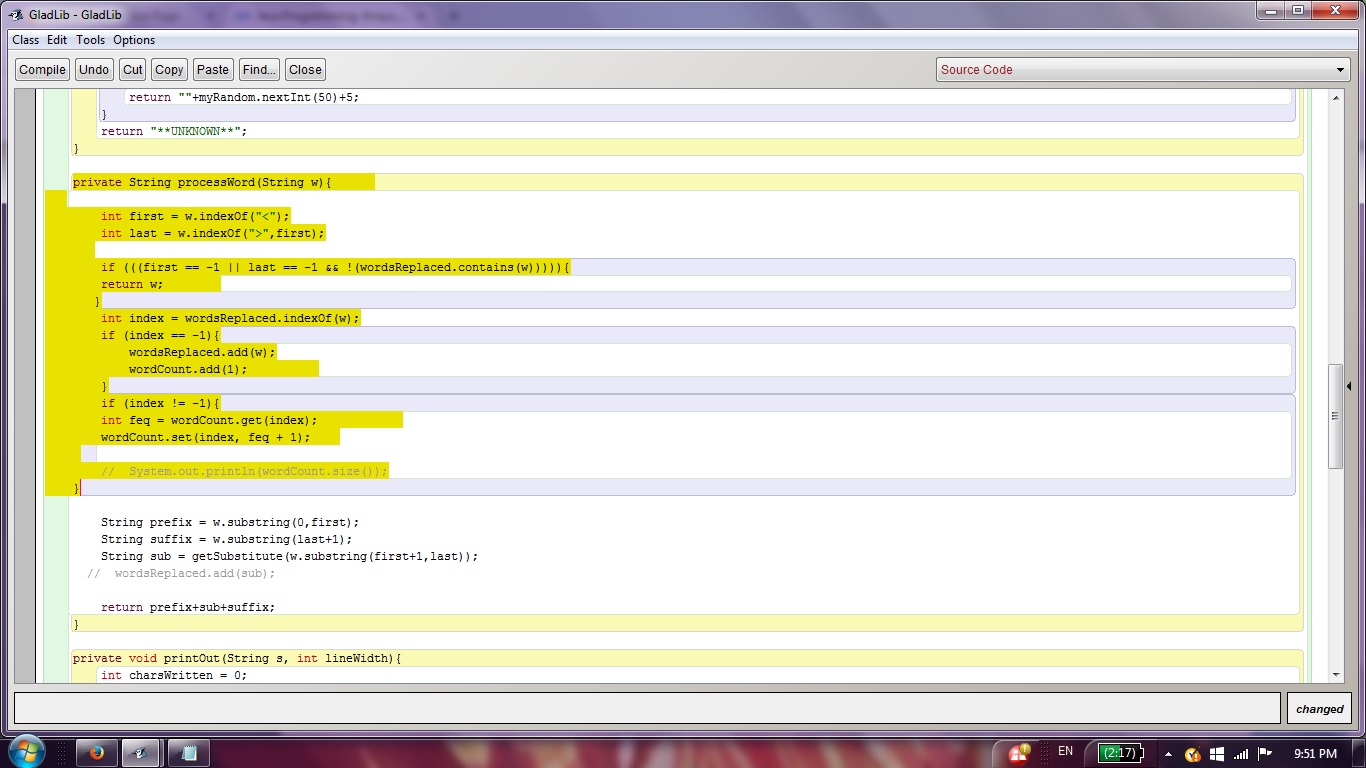 GladLib - GladLib
Class Edit Tools Options
Compile Undo Cut Copy Paste Find... Close Source Code
return ""+myRandom.nextInt(50)+5;
}
return "**UNKNOWN**";
}
private String processWord(String w){
int first = w.indexOf("<");
int last = w.indexOf(">",first);
if (((first == -1 || last == -1 && !(wordsReplaced.contains(w))))){
return w;
}
int index = wordsReplaced.indexOf(w);
if (index == -1){
wordsReplaced.add(w);
wordCount.add(1);
}
if (index != -1){
int feq = wordCount.get(index);
wordCount.set(index, feq + 1);
// System.out.println(wordCount.size());
}
String prefix = w.substring(0,first);
String suffix = w.substring(last+1);
String sub = getSubstitute(w.substring(first+1,last));
// wordsReplaced.add(sub);
return prefix+sub+suffix;
}
private void printOut(String s, int lineWidth){
int charsWritten = 0;
changed
EN (2:17) 9:51 PM